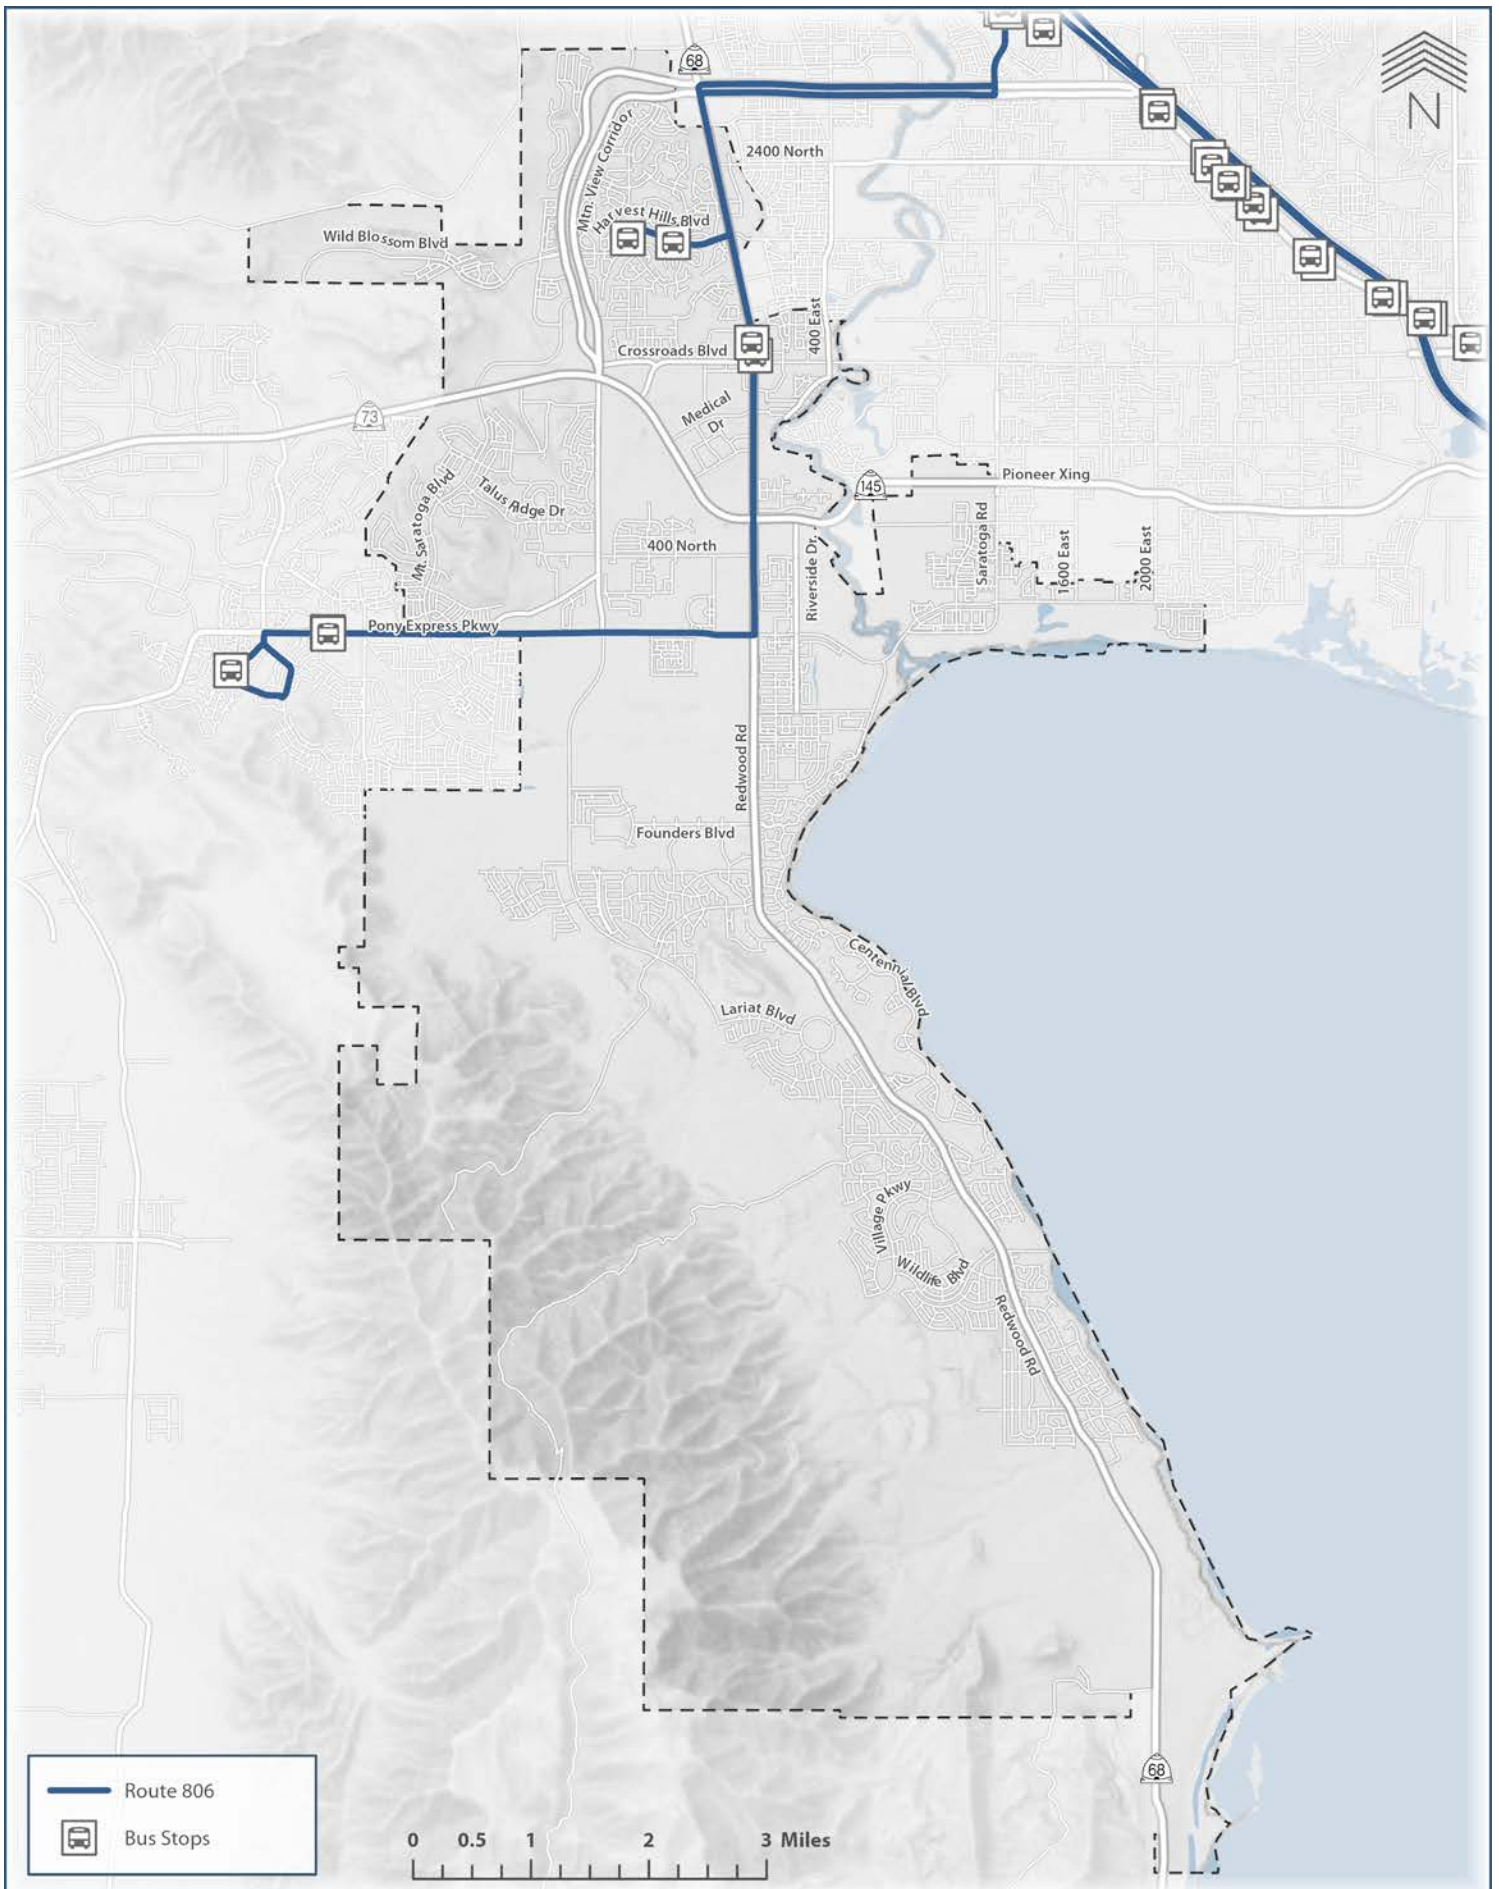 68
N
2400 North
Mtn. View Corridor
Harvest Hills Blvd
Wild Blossom Blvd
400 East
Crossroads Blvd
73
Medical
Dr
Pioneer Xing
145
Mt. Saratoga Blvd
Talus Ridge Dr
400 North
Riverside Dr.
Saratoga Rd
1600 East
2000 East
Pony Express Pkwy
Redwood Rd
Founders Blvd
Centennial Blvd
Lariat Blvd
Village Pkwy
Wildlife Blvd
Redwood Rd
68
Route 806
Bus Stops
0 0.5 1 2 3 Miles